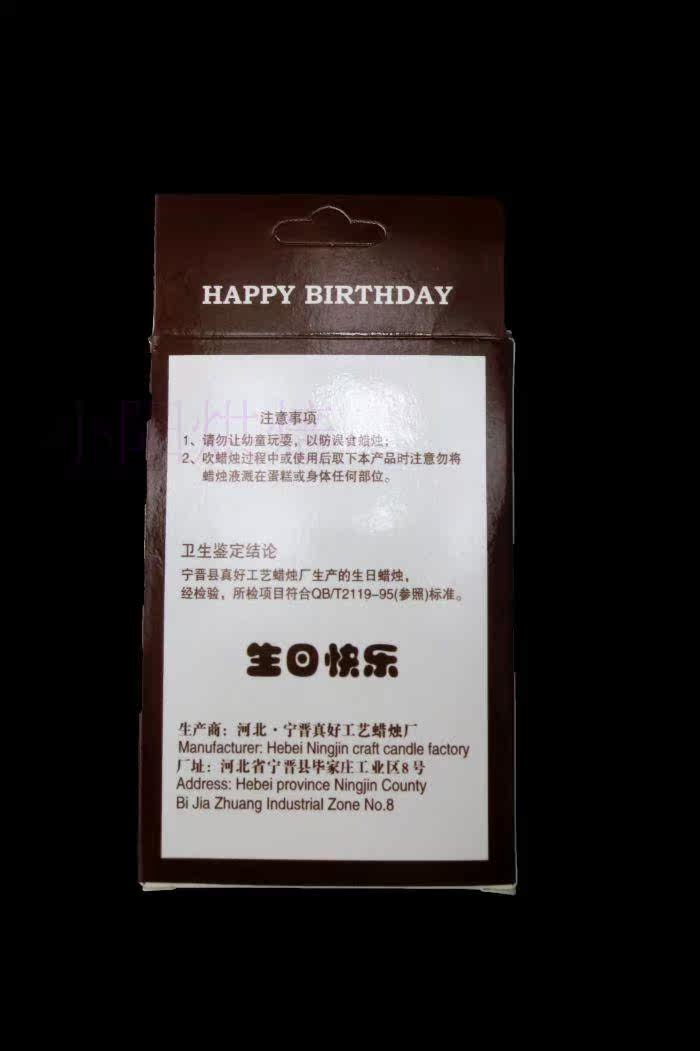 HAPPY BIRTHDAY
注意事项
1、请勿让幼童玩耍，以防误食蜡烛；
2、吹蜡烛过程中或使用后取下本产品时注意勿将
蜡烛液溅在蛋糕或身体任何部位。
卫生鉴定结论
宁晋县真好工艺蜡烛厂生产的生日蜡烛，
经检验，所检项目符合QB/T2119-95(参照)标准。
生日快乐
生产商：河北·宁晋真好工艺蜡烛厂
Manufacturer: Hebei Ningjin craft candle factory
厂址：河北省宁晋县毕家庄工业区8号
Address: Hebei province Ningjin County
Bi Jia Zhuang Industrial Zone No.8